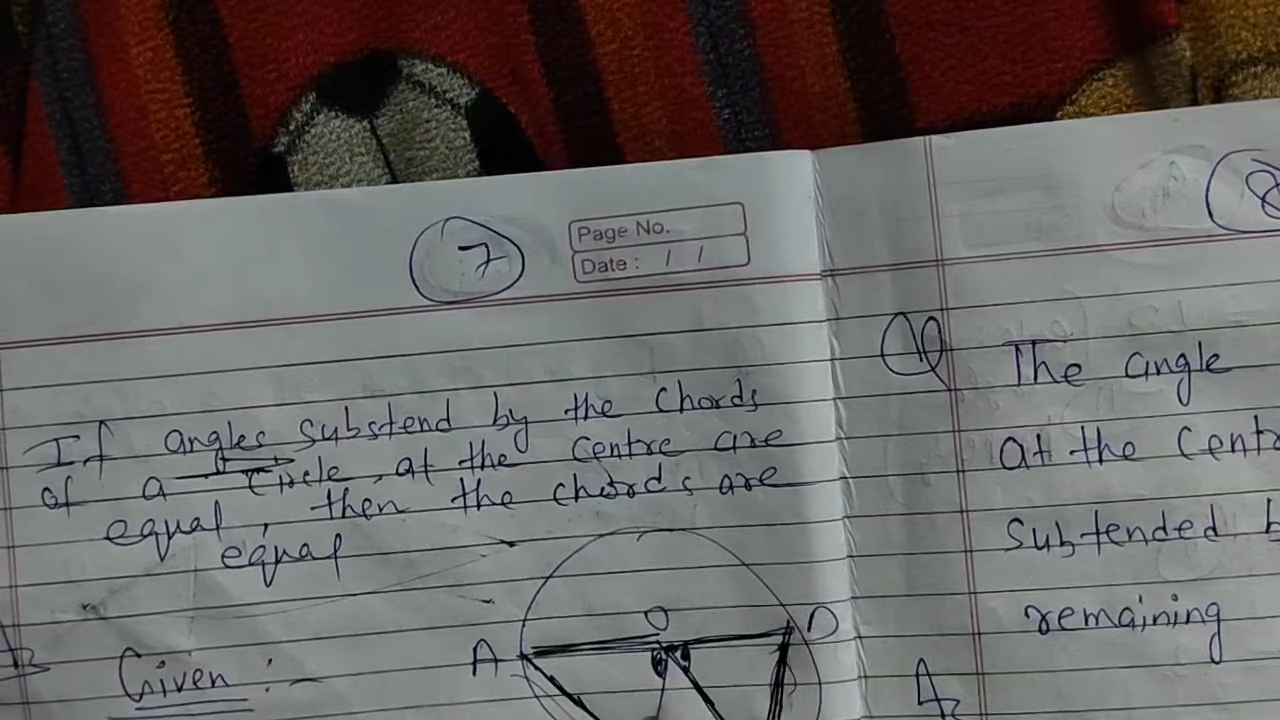 7
Page No.
Date : / /
If angles substend by the chords
of a circle, at the centre are
equal, then the chords are
equal
Given :-
A
O
D
8
Q
The angle
at the Cent
Subtended b
remaining